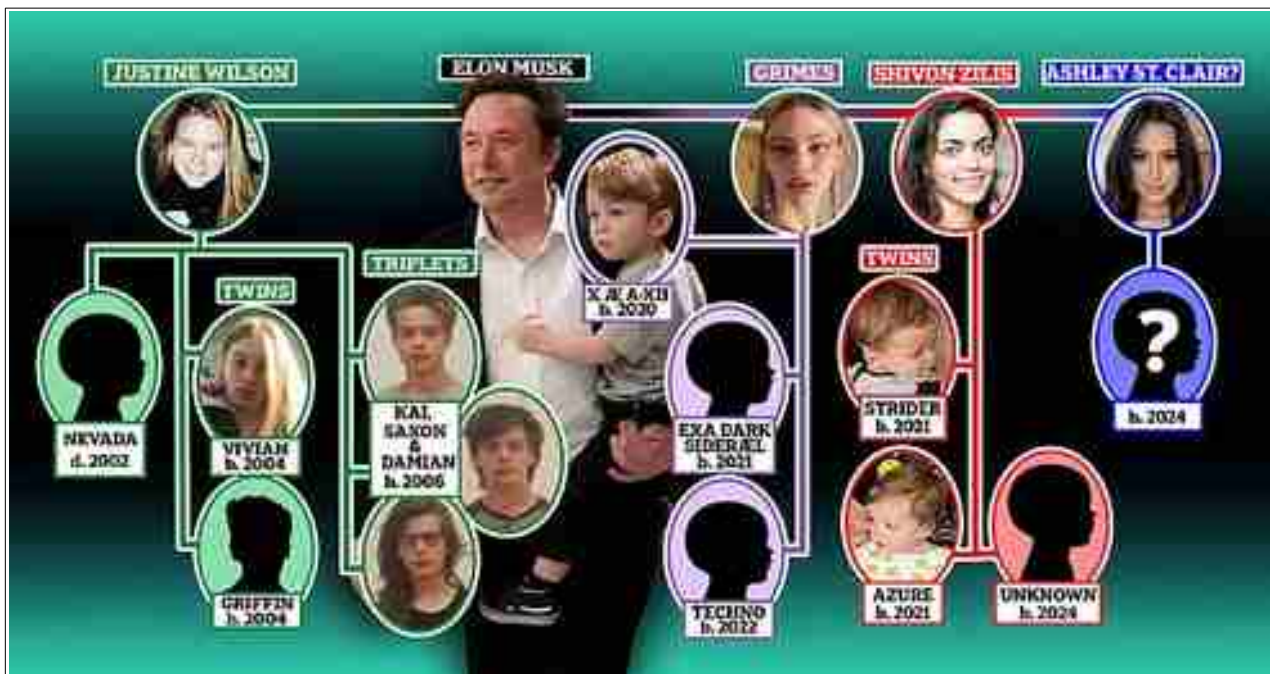 JUSTINE WILSON
ELON MUSK
GRIMES
SHIVON ZILIS
ASHLEY ST. CLAIR?
TRIPLETS
TWINS
TWINS
X Æ A-XII
b. 2020
?
KAI,
SAXON
&
DAMIAN
b. 2006
NEVADA
d. 2002
VIVIAN
b. 2004
EXA DARK
SIDERÆL
b. 2021
STRIDER
b. 2021
b. 2024
GRIFFIN
b. 2004
TECHNO
b. 2022
AZURE
b. 2021
UNKNOWN
b. 2024